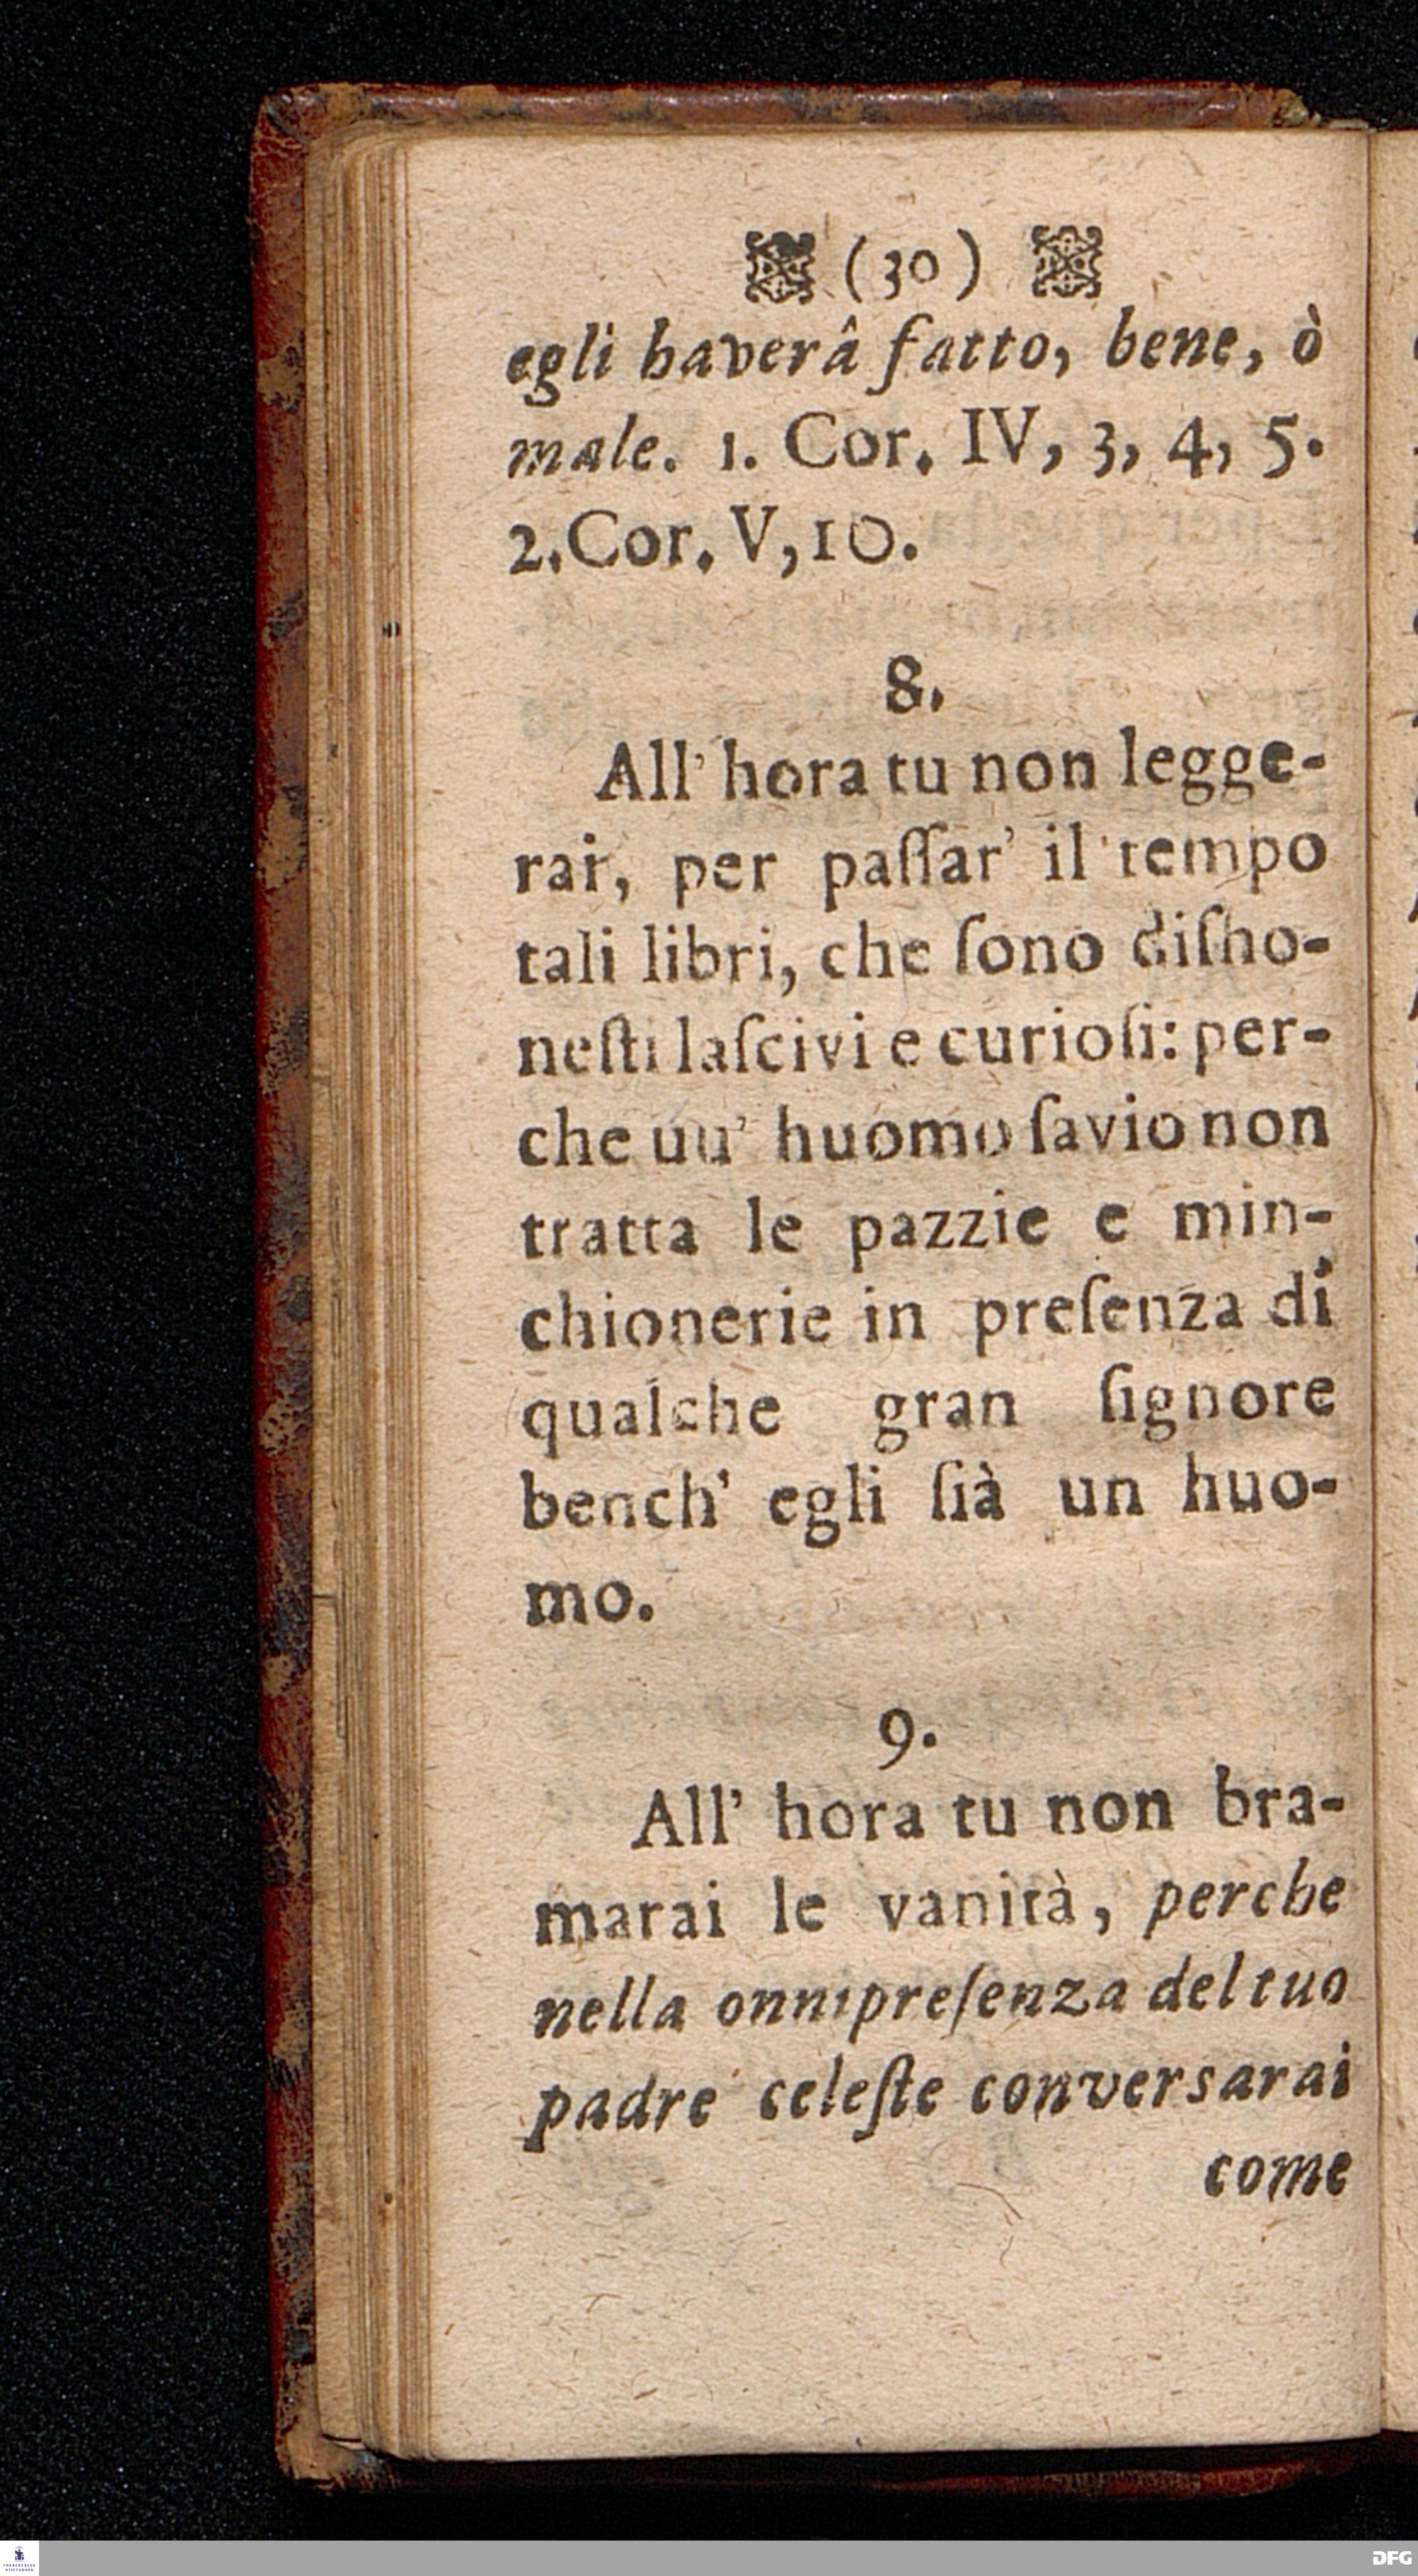 (30)
egli haverâ fatto, bene, ò
male. 1. Cor. IV, 3, 4, 5.
2. Cor. V, 10.
8.
All' hora tu non legge-
rai, per paſſar' il tempo
tali libri, che ſono diſho-
neſti laſcivi e curioſi: per-
che uu' huomo ſavio non
tratta le pazzie e min-
chionerie in preſenza di
qualche gran ſignore
bench' egli ſià un huo-
mo.
9.
All' hora tu non bra-
marai le vanità, perche
nella onnipreſenza del tuo
padre celeſte conversarai
come
FRANCKESCHE STIFTUNGEN
DFG